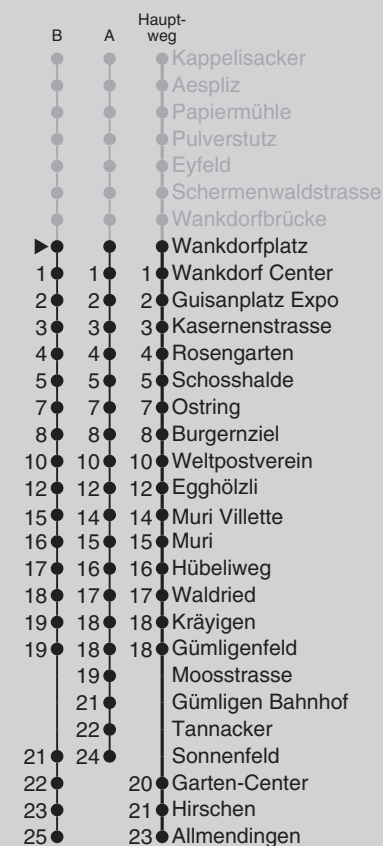 Haupt-
B A weg
Kappelisacker
Aespliz
Papiermühle
Pulverstutz
Eyfeld
Schermenwaldstrasse
Wankdorfbrücke
Wankdorfplatz
1 1 1 Wankdorf Center
2 2 2 Guisanplatz Expo
3 3 3 Kasernenstrasse
4 4 4 Rosengarten
5 5 5 Schosshalde
7 7 7 Ostring
8 8 8 Burgernziel
10 10 10 Weltpostverein
12 12 12 Egghölzli
15 14 14 Muri Villette
16 15 15 Muri
17 16 16 Hübeliweg
18 17 17 Waldried
19 18 18 Kräyigen
19 18 18 Gümligenfeld
19 Moosstrasse
21 Gümligen Bahnhof
22 Tannacker
21 24 Sonnenfeld
22 20 Garten-Center
23 21 Hirschen
25 23 Allmendingen